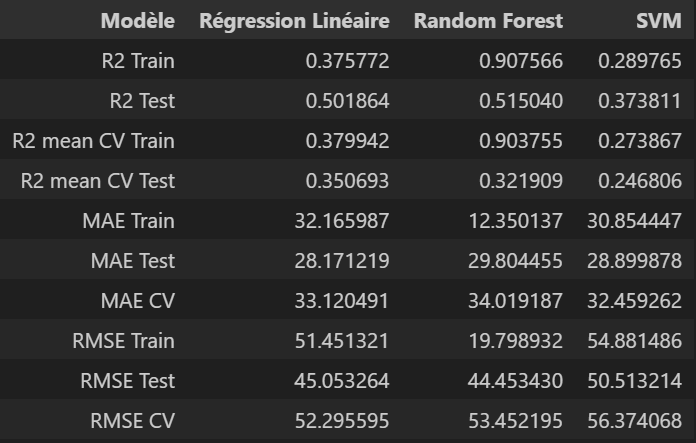 Modèle Régression Linéaire Random Forest SVM
R2 Train 0.375772 0.907566 0.289765
R2 Test 0.501864 0.515040 0.373811
R2 mean CV Train 0.379942 0.903755 0.273867
R2 mean CV Test 0.350693 0.321909 0.246806
MAE Train 32.165987 12.350137 30.854447
MAE Test 28.171219 29.804455 28.899878
MAE CV 33.120491 34.019187 32.459262
RMSE Train 51.451321 19.798932 54.881486
RMSE Test 45.053264 44.453430 50.513214
RMSE CV 52.295595 53.452195 56.374068